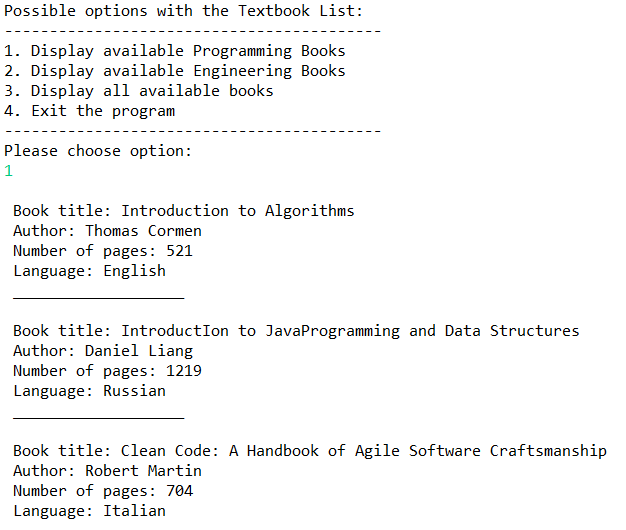 Possible options with the Textbook List:
------------------------------------------
1. Display available Programming Books
2. Display available Engineering Books
3. Display all available books
4. Exit the program
------------------------------------------
Please choose option:
1
Book title: Introduction to Algorithms
Author: Thomas Cormen
Number of pages: 521
Language: English
___________________
Book title: IntroductIon to JavaProgramming and Data Structures
Author: Daniel Liang
Number of pages: 1219
Language: Russian
___________________
Book title: Clean Code: A Handbook of Agile Software Craftsmanship
Author: Robert Martin
Number of pages: 704
Language: Italian